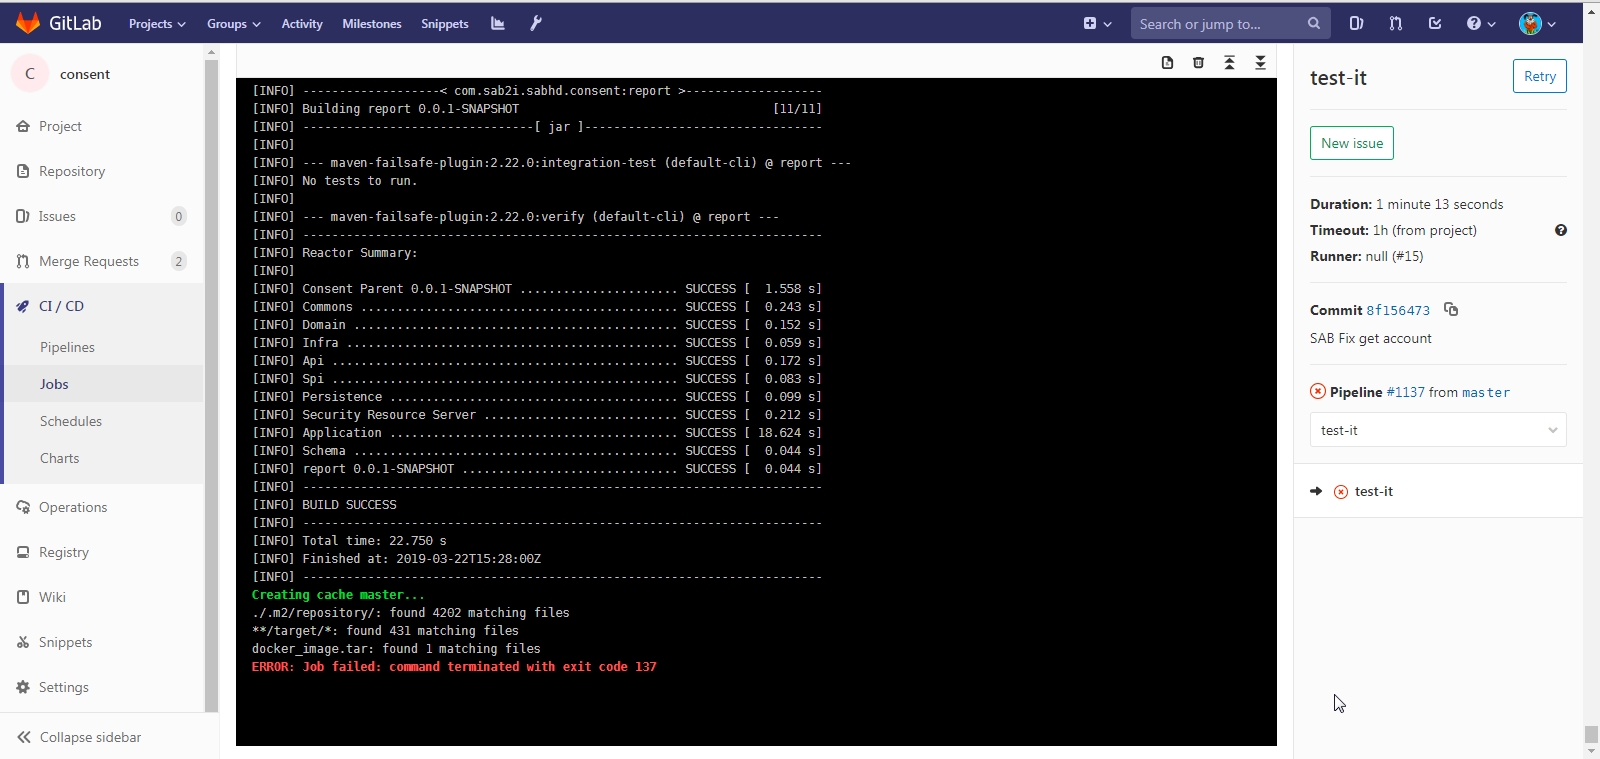 GitLab Projects Groups Activity Milestones Snippets Search or jump to...
C consent
Project
Repository
Issues 0
Merge Requests 2
CI / CD
Pipelines
Jobs
Schedules
Charts
Operations
Registry
Wiki
Snippets
Settings
Collapse sidebar
[INFO] -------------------< com.sab2i.sabhd.consent:report >-------------------
[INFO] Building report 0.0.1-SNAPSHOT [11/11]
[INFO] --------------------------------[ jar ]---------------------------------
[INFO]
[INFO] --- maven-failsafe-plugin:2.22.0:integration-test (default-cli) @ report ---
[INFO] No tests to run.
[INFO]
[INFO] --- maven-failsafe-plugin:2.22.0:verify (default-cli) @ report ---
[INFO] ------------------------------------------------------------------------
[INFO] Reactor Summary:
[INFO]
[INFO] Consent Parent 0.0.1-SNAPSHOT ...................... SUCCESS [  1.558 s]
[INFO] Commons ............................................ SUCCESS [  0.243 s]
[INFO] Domain ............................................. SUCCESS [  0.152 s]
[INFO] Infra .............................................. SUCCESS [  0.059 s]
[INFO] Api ................................................ SUCCESS [  0.172 s]
[INFO] Spi ................................................ SUCCESS [  0.083 s]
[INFO] Persistence ........................................ SUCCESS [  0.099 s]
[INFO] Security Resource Server ........................... SUCCESS [  0.212 s]
[INFO] Application ........................................ SUCCESS [ 18.624 s]
[INFO] Schema ............................................. SUCCESS [  0.044 s]
[INFO] report 0.0.1-SNAPSHOT .............................. SUCCESS [  0.044 s]
[INFO] ------------------------------------------------------------------------
[INFO] BUILD SUCCESS
[INFO] ------------------------------------------------------------------------
[INFO] Total time: 22.750 s
[INFO] Finished at: 2019-03-22T15:28:00Z
[INFO] ------------------------------------------------------------------------
Creating cache master...
./.m2/repository/: found 4202 matching files
**/target/*: found 431 matching files
docker_image.tar: found 1 matching files
ERROR: Job failed: command terminated with exit code 137
test-it Retry
New issue
Duration: 1 minute 13 seconds
Timeout: 1h (from project)
Runner: null (#15)
Commit 8f156473
SAB Fix get account
Pipeline #1137 from master
test-it
test-it